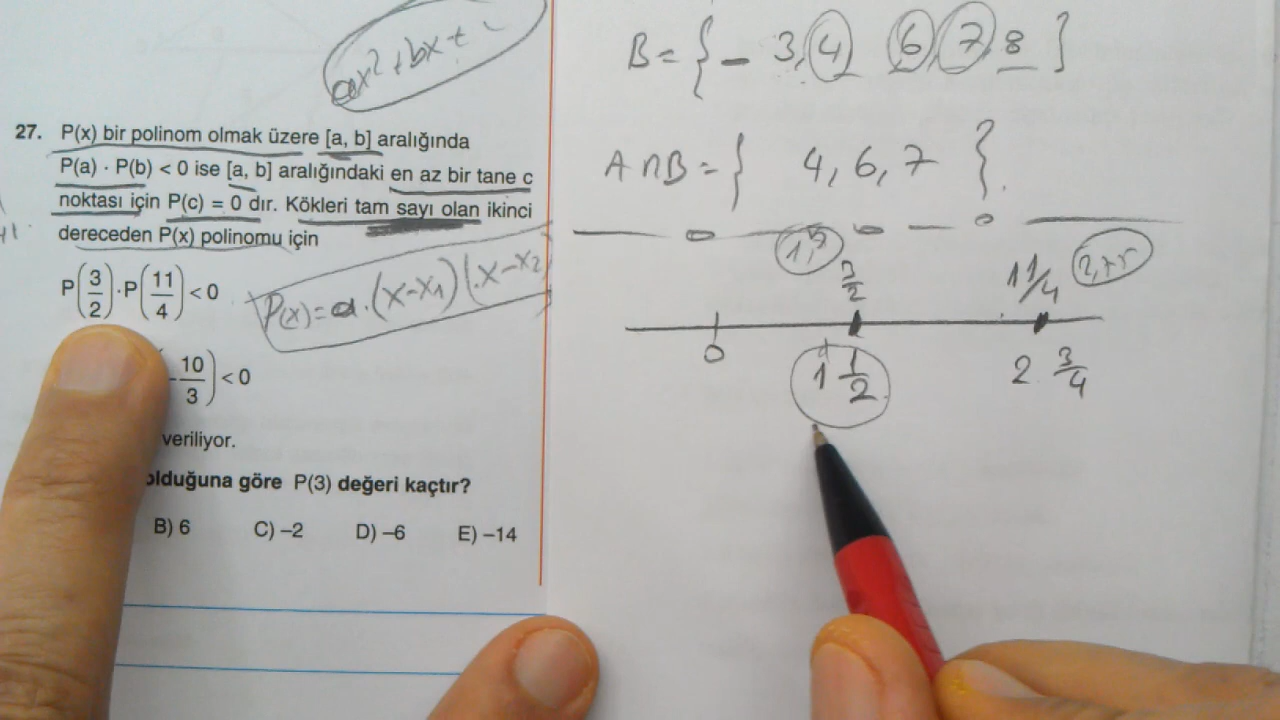 ax² + bx +
27. P(x) bir polinom olmak üzere [a, b] aralığında
P(a) · P(b) < 0 ise [a, b] aralığındaki en az bir tane c
noktası için P(c) = 0 dır. Kökleri tam sayı olan ikinci
dereceden P(x) polinomu için
P(3/2) · P(11/4) < 0
P(x) = a · (x - x₁) (x - x₂
10/3) < 0
veriliyor.
olduğuna göre P(3) değeri kaçtır?
B) 6 C) –2 D) –6 E) –14
B = { - 3, 4 6, 7, 8 }
A ∩ B = { 4, 6, 7 }
1,5
3/2
11/4
2,75
0
1 1/2
2 3/4